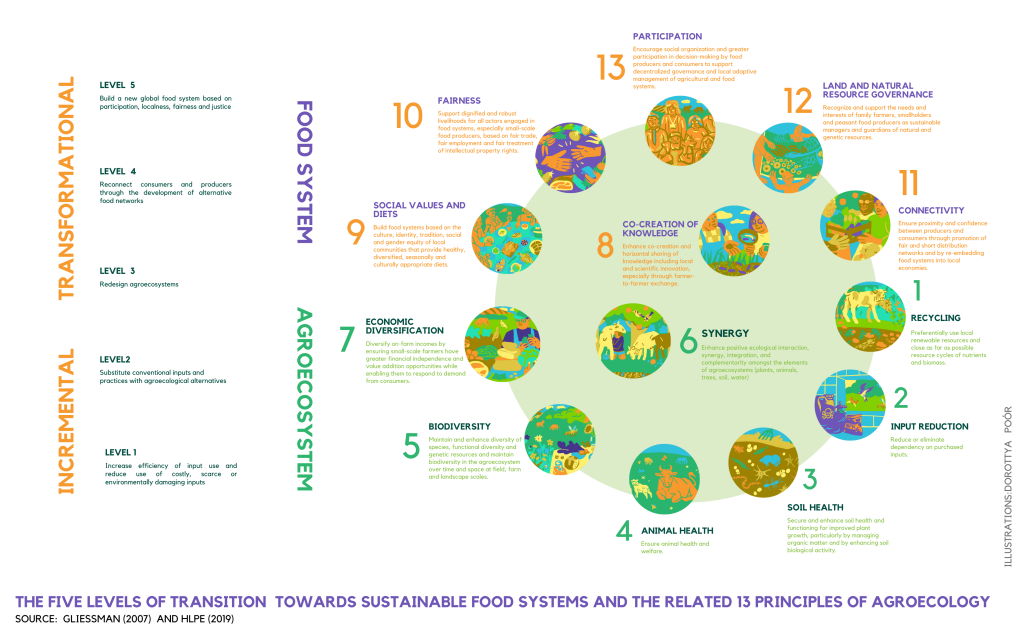 TRANSFORMATIONAL
INCREMENTAL
LEVEL 5
Build a new global food system based on
participation, localness, fairness and justice
LEVEL 4
Reconnect consumers and producers
through the development of alternative
food networks
LEVEL 3
Redesign agroecosystems
LEVEL2
Substitute conventional inputs and
practices with agroecological alternatives
LEVEL 1
Increase efficiency of input use and
reduce use of costly, scarce or
environmentally damaging inputs
FOOD SYSTEM
AGROECOSYSTEM
13
PARTICIPATION
Encourage social organization and greater
participation in decision-making by food
producers and consumers to support
decentralized governance and local adaptive
management of agricultural and food
systems.
12
LAND AND NATURAL
RESOURCE GOVERNANCE
Recognize and support the needs and
interests of family farmers, smallholders
and peasant food producers as sustainable
managers and guardians of natural and
genetic resources.
11
CONNECTIVITY
Ensure proximity and confidence
between producers and
consumers through promotion of
fair and short distribution
networks and by re-embedding
food systems into local
economies.
10
FAIRNESS
Support dignified and robust
livelihoods for all actors engaged in
food systems, especially small-scale
food producers, based on fair trade,
fair employment and fair treatment
of intellectual property rights.
9
SOCIAL VALUES AND
DIETS
Build food systems based on the
culture, identity, tradition, social
and gender equity of local
communities that provide healthy,
diversified, seasonally and
culturally appropriate diets.
8
CO-CREATION OF
KNOWLEDGE
Enhance co-creation and
horizontal sharing of
knowledge including local
and scientific innovation,
especially through farmer-
to-farmer exchange.
7
ECONOMIC
DIVERSIFICATION
Diversify on-farm incomes by
ensuring small-scale farmers have
greater financial independence and
value addition opportunities while
enabling them to respond to demand
from consumers.
6
SYNERGY
Enhance positive ecological interaction,
synergy, integration, and
complementarity amongst the elements
of agroecosystems (plants, animals,
trees, soil, water)
5
BIODIVERSITY
Maintain and enhance diversity of
species, functional diversity and
genetic resources and maintain
biodiversity in the agroecosystem
over time and space at field, farm
and landscape scales.
4
ANIMAL HEALTH
Ensure animal health and
welfare.
3
SOIL HEALTH
Secure and enhance soil health and
functioning for improved plant
growth, particularly by managing
organic matter and by enhancing soil
biological activity.
2
INPUT REDUCTION
Reduce or eliminate
dependency on purchased
inputs.
1
RECYCLING
Preferentially use local
renewable resources and
close as far as possible
resource cycles of nutrients
and biomass.
ILLUSTRATIONS:DOROTTYA POÓR
THE FIVE LEVELS OF TRANSITION TOWARDS SUSTAINABLE FOOD SYSTEMS AND THE RELATED 13 PRINCIPLES OF AGROECOLOGY
SOURCE: GLIESSMAN (2007) AND HLPE (2019)